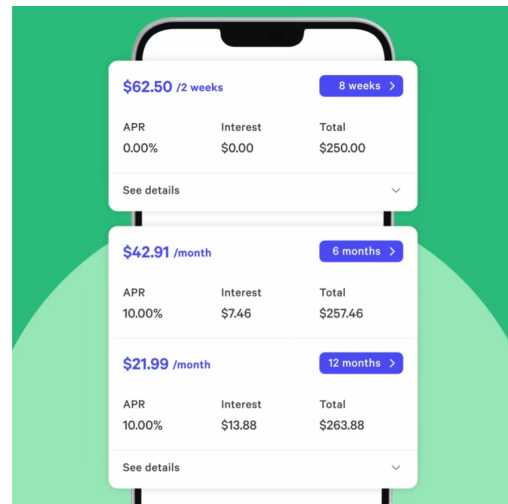 $62.50 /2 weeks 8 weeks >
APR Interest Total
0.00% $0.00 $250.00
See details
$42.91 /month 6 months >
APR Interest Total
10.00% $7.46 $257.46
$21.99 /month 12 months >
APR Interest Total
10.00% $13.88 $263.88
See details